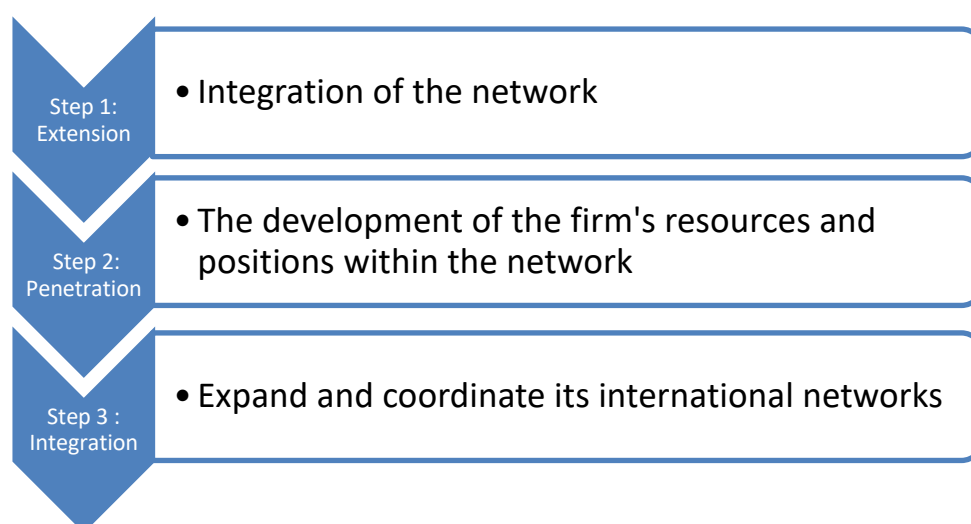 Step 1:
Extension
• Integration of the network
Step 2:
Penetration
• The development of the firm's resources and
positions within the network
Step 3 :
Integration
• Expand and coordinate its international networks